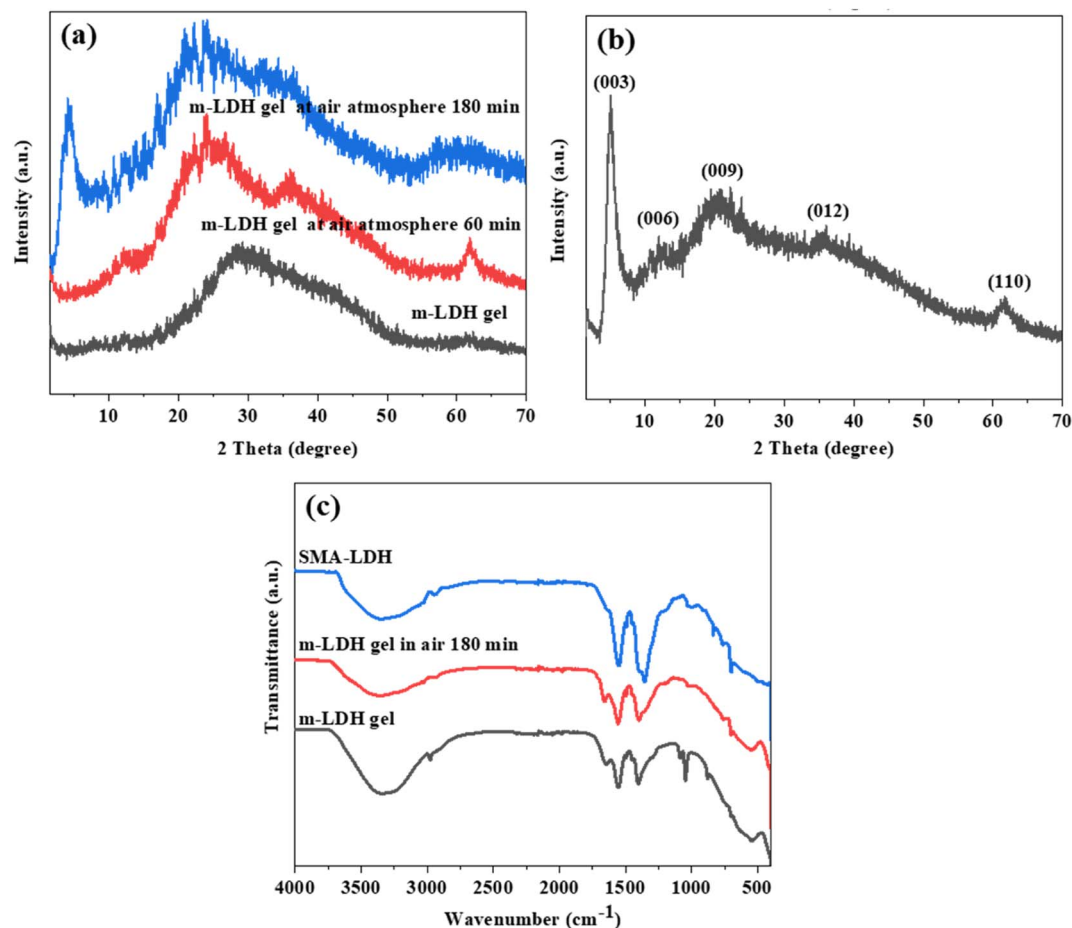 (a)
m-LDH gel at air atmosphere 180 min
m-LDH gel at air atmosphere 60 min
m-LDH gel
Intensity (a.u.)
10 20 30 40 50 60 70
2 Theta (degree)
(b)
(003)
(006)
(009)
(012)
(110)
Intensity (a.u.)
10 20 30 40 50 60 70
2 Theta (degree)
(c)
SMA-LDH
m-LDH gel in air 180 min
m-LDH gel
Transmittance (a.u.)
4000 3500 3000 2500 2000 1500 1000 500
Wavenumber (cm⁻¹)